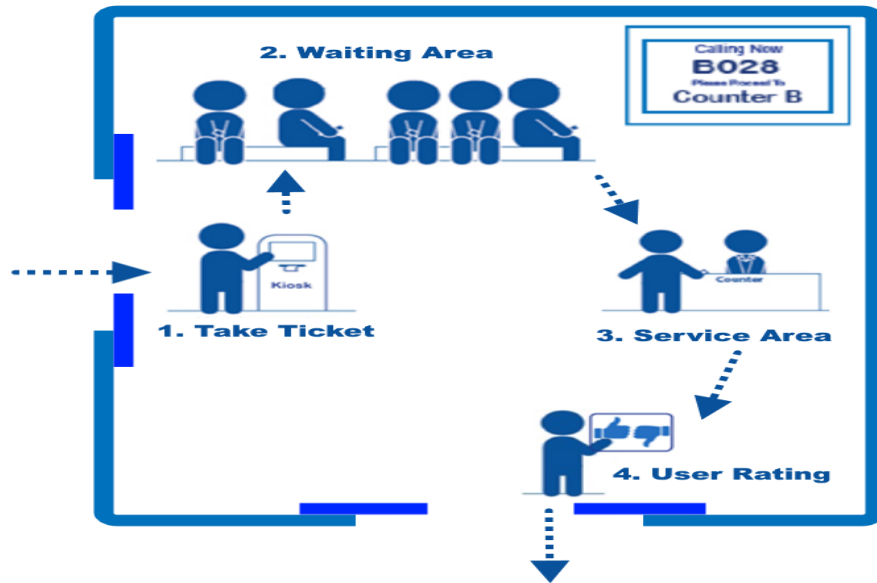 2. Waiting Area
Calling Now
B028
Please Proceed To
Counter B
Kiosk
1. Take Ticket
Counter
3. Service Area
4. User Rating